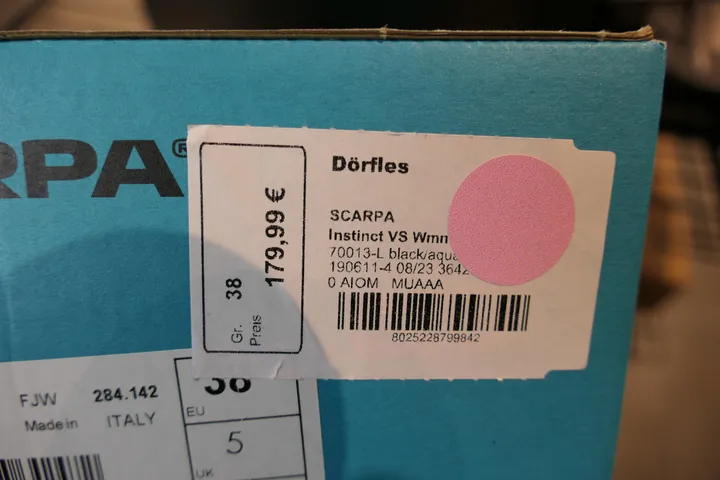 RPA®
Dörfles
Gr. 38
Preis 179,99 €
SCARPA
Instinct VS Wmn
70013-L black/aqua
190611-4 08/23 3642
0 AIOM MUAAA
8025228799842
FJW 284.142
Made in ITALY
38
EU
5
UK